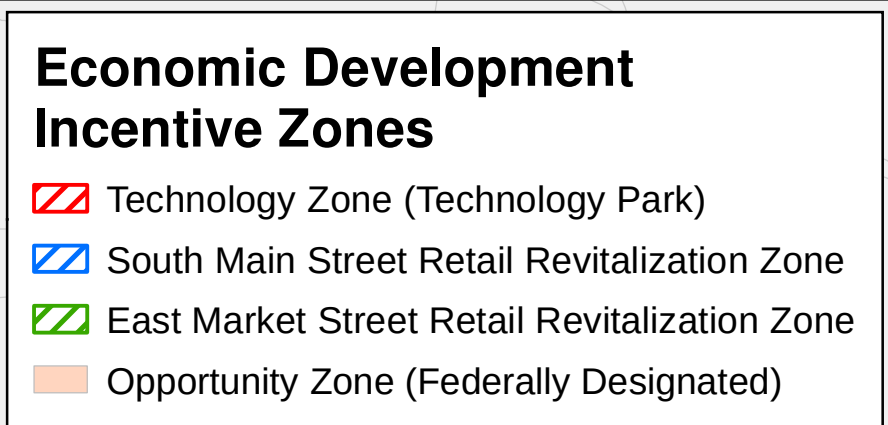 Economic Development
Incentive Zones
Technology Zone (Technology Park)
South Main Street Retail Revitalization Zone
East Market Street Retail Revitalization Zone
Opportunity Zone (Federally Designated)